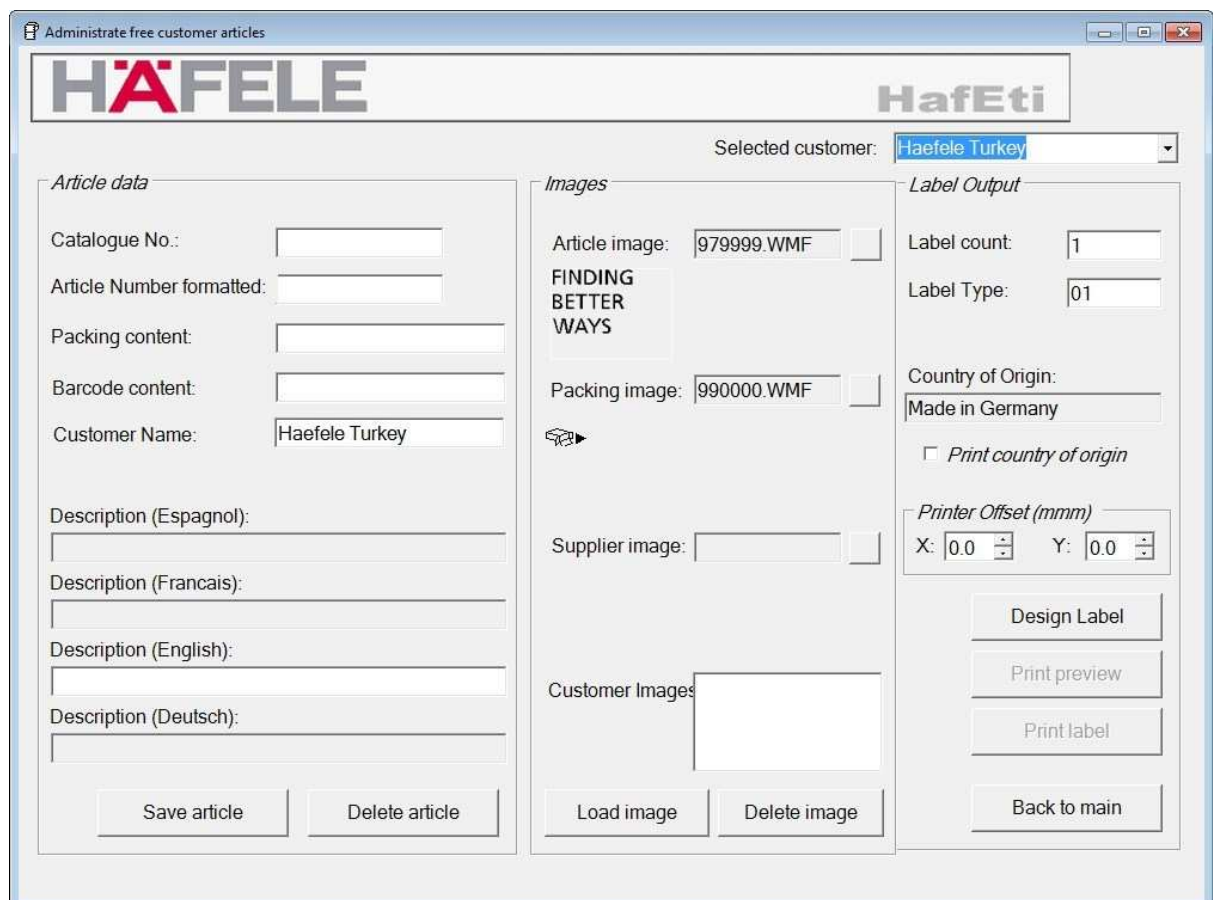 Administrate free customer articles
HÄFELE
HafEti
Selected customer: Haefele Turkey
Article data
Catalogue No.:
Article Number formatted:
Packing content:
Barcode content:
Customer Name: Haefele Turkey
Description (Espagnol):
Description (Francais):
Description (English):
Description (Deutsch):
Save article
Delete article
Images
Article image: 979999.WMF
FINDING
BETTER
WAYS
Packing image: 990000.WMF
Supplier image:
Customer Images
Load image
Delete image
Label Output
Label count: 1
Label Type: 01
Country of Origin:
Made in Germany
Print country of origin
Printer Offset (mmm)
X: 0.0 Y: 0.0
Design Label
Print preview
Print label
Back to main